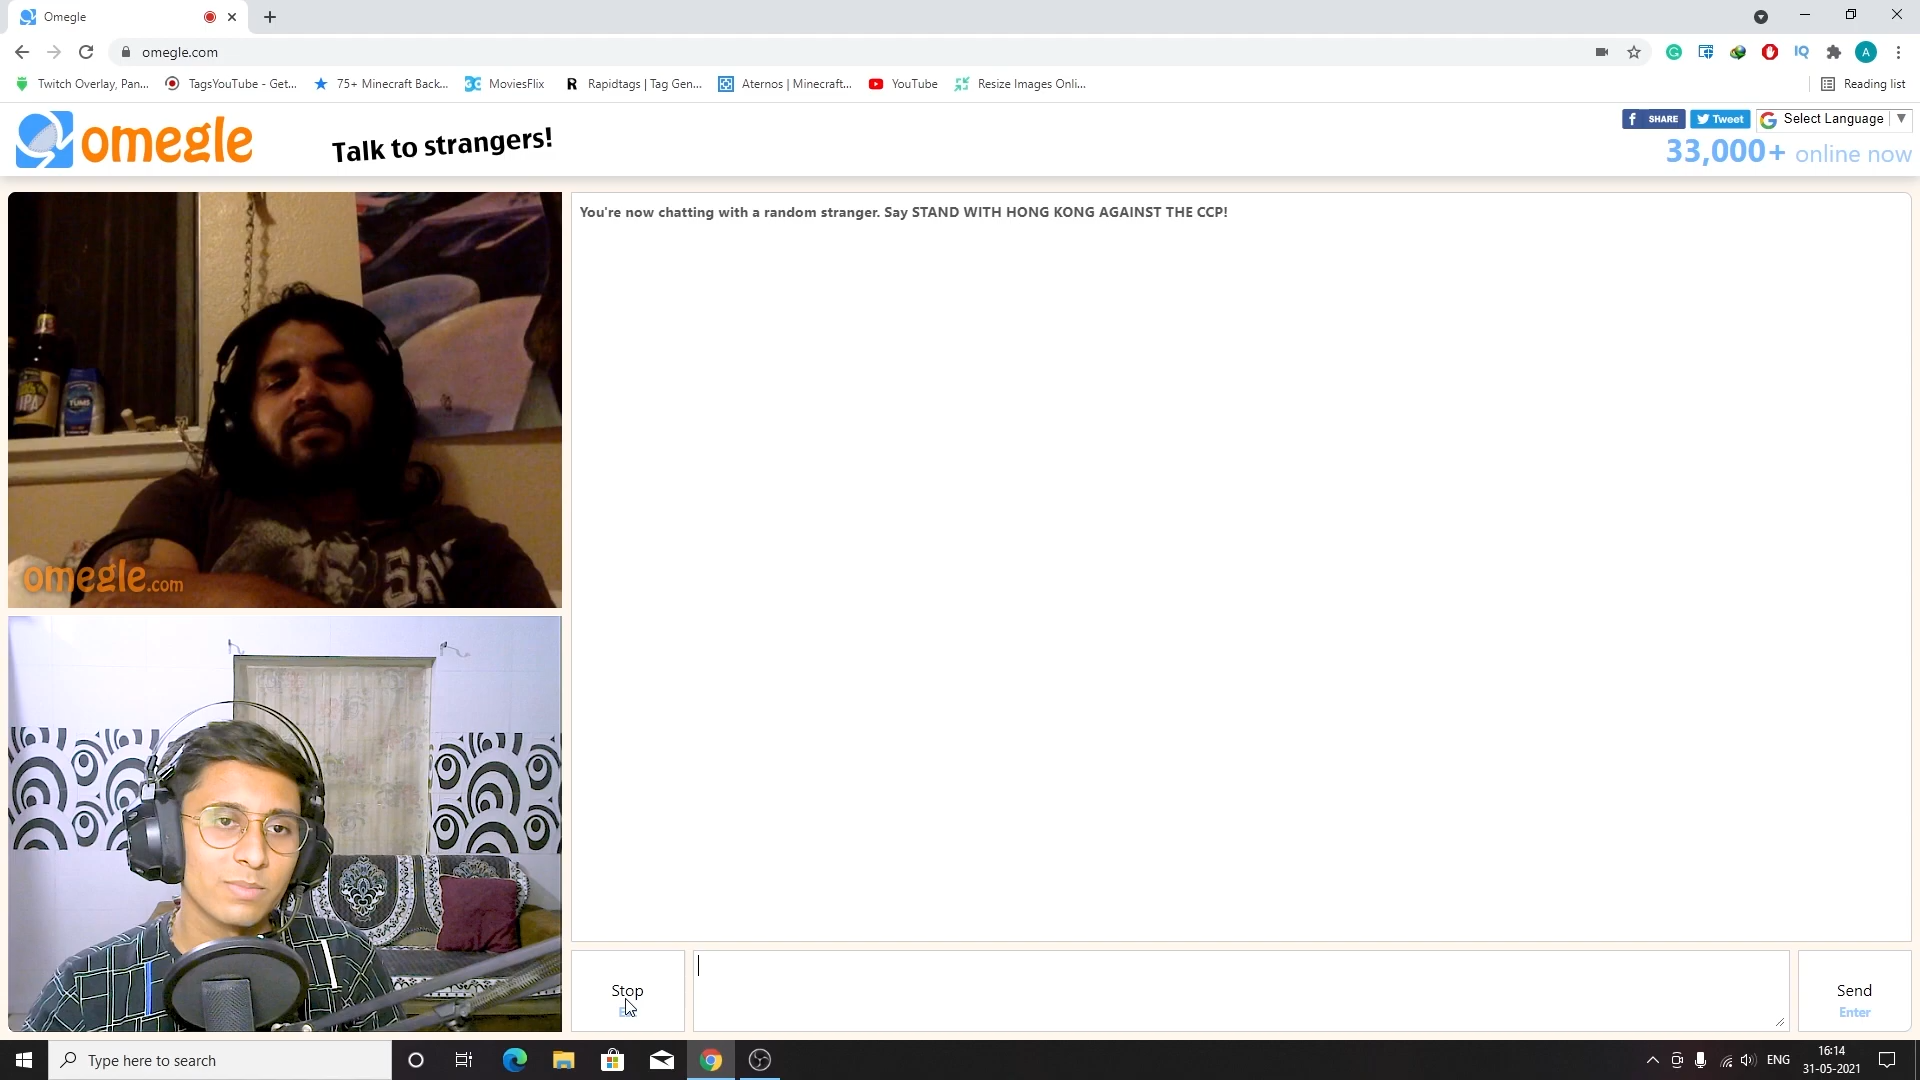 Omegle
omegle.com
Twitch Overlay, Pan...
TagsYouTube - Get...
75+ Minecraft Back...
MoviesFlix
R
Rapidtags | Tag Gen...
Aternos | Minecraft...
YouTube
Resize Images Onli...
Reading list
omegle
Talk to strangers!
SHARE
Tweet
Select Language
33,000+ online now
You're now chatting with a random stranger. Say STAND WITH HONG KONG AGAINST THE CCP!
IPA
TUMS
omegle.com
Stop
Send
Enter
Type here to search
ENG
16:14
31-05-2021